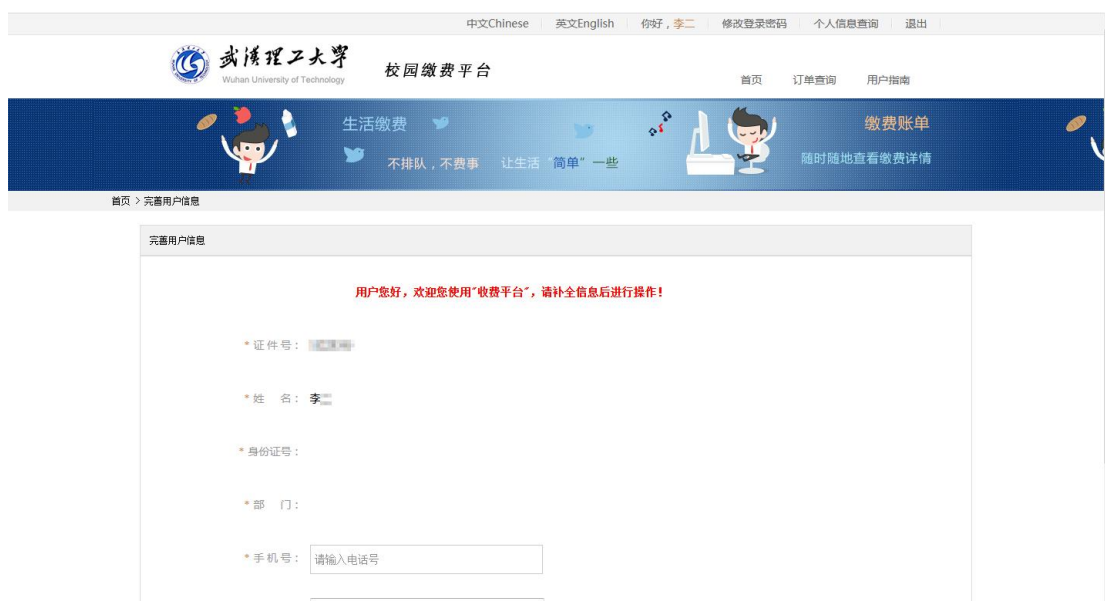 中文Chinese 英文English 你好，李二 修改登录密码 个人信息查询 退出
武汉理工大学
Wuhan University of Technology
校园缴费平台
首页 订单查询 用户指南
生活缴费
不排队，不费事 让生活“简单”一些
缴费账单
随时随地查看缴费详情
首页 > 完善用户信息
完善用户信息
用户您好，欢迎您使用"收费平台"，请补全信息后进行操作！
* 证件号：
* 姓 名： 李
* 身份证号：
* 部 门：
* 手机号： 请输入电话号